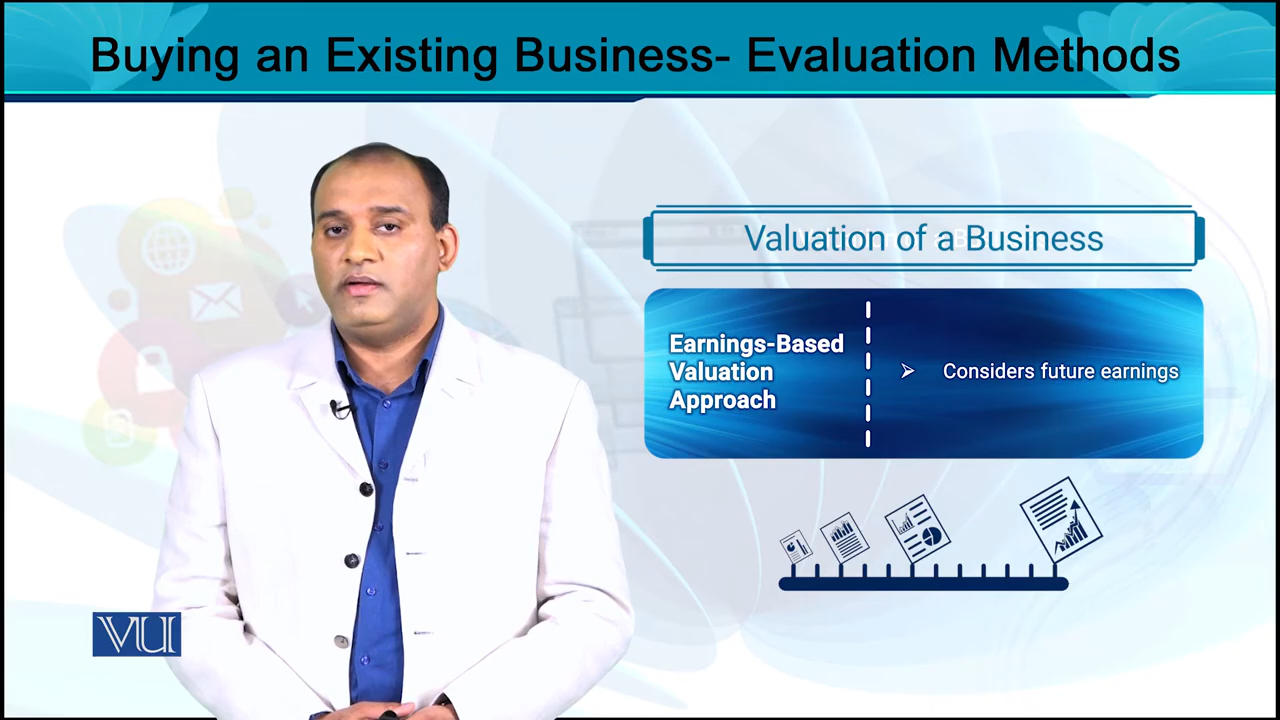 Buying an Existing Business- Evaluation Methods
Valuation of a Business
Earnings-Based
Valuation
Approach
➢ Considers future earnings
VU